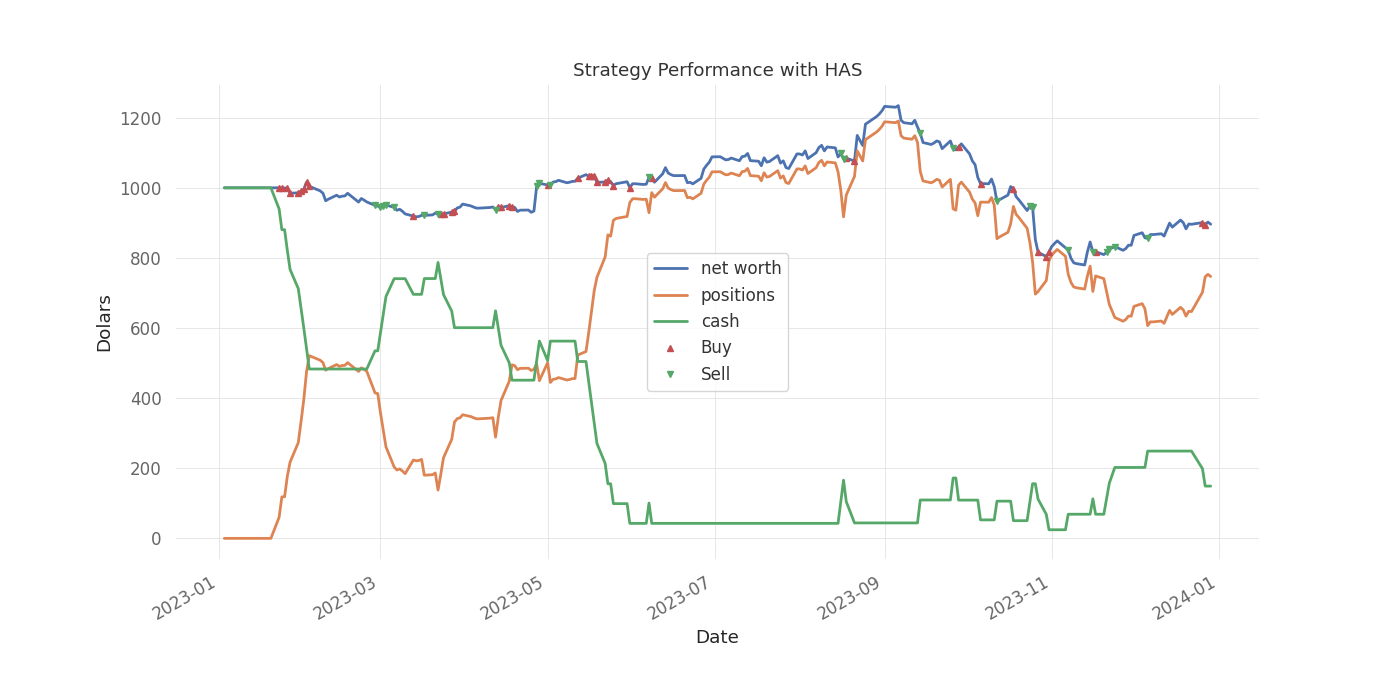 Strategy Performance with HAS
1200
1000
800
600
400
200
0
Dolars
net worth
positions
cash
Buy
Sell
2023-01
2023-03
2023-05
2023-07
2023-09
2023-11
2024-01
Date